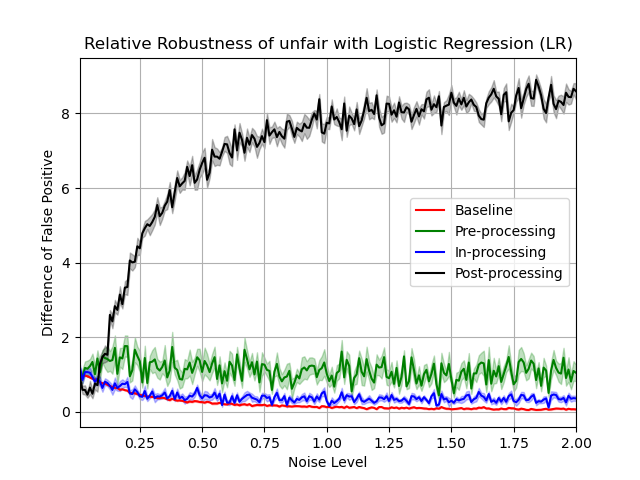 Relative Robustness of unfair with Logistic Regression (LR)
Difference of False Positive
8
6
4
2
0
Baseline
Pre-processing
In-processing
Post-processing
0.25 0.50 0.75 1.00 1.25 1.50 1.75 2.00
Noise Level